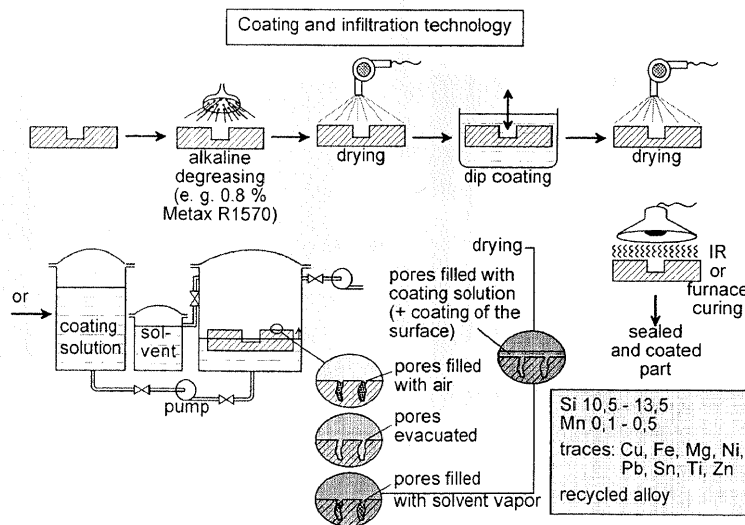 Coating and infiltration technology
alkaline
degreasing
(e. g. 0.8 %
Metax R1570)
drying
dip coating
drying
or
coating
solution
sol-
vent
pump
pores filled
with air
pores
evacuated
pores filled
with solvent vapor
drying
pores filled with
coating solution
(+ coating of the
surface)
IR
or
furnace
curing
sealed
and coated
part
Si 10,5 - 13,5
Mn 0,1 - 0,5
traces: Cu, Fe, Mg, Ni,
Pb, Sn, Ti, Zn
recycled alloy